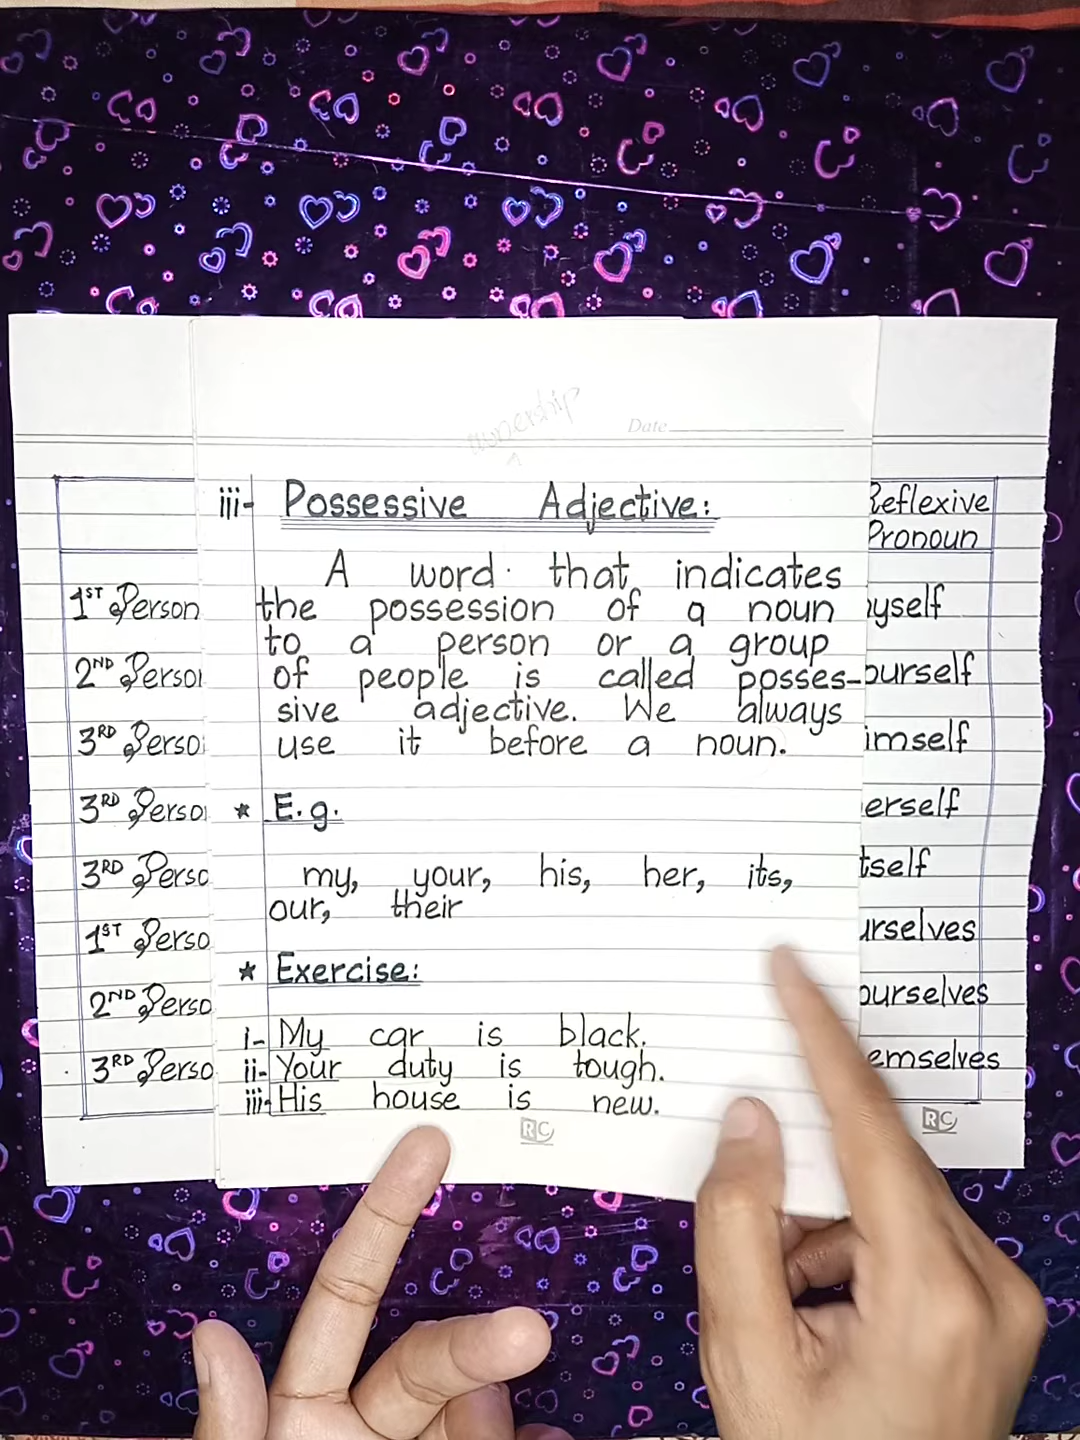 ownership
Date
iii- Possessive Adjective:
A word that indicates
the possession of a noun
to a person or a group
of people is called posses-
sive adjective. We always
use it before a noun.
* E.g.
my, your, his, her, its,
our, their
* Exercise:
i- My car is black.
ii- Your duty is tough.
iii- His house is new.
RC
1ST Person
2ND Person
3RD Perso
3RD Perso
3RD Perso
1ST Perso
2ND Perso
3RD Perso
Reflexive
Pronoun
yself
ourself
imself
erself
tself
urselves
ourselves
emselves
RC